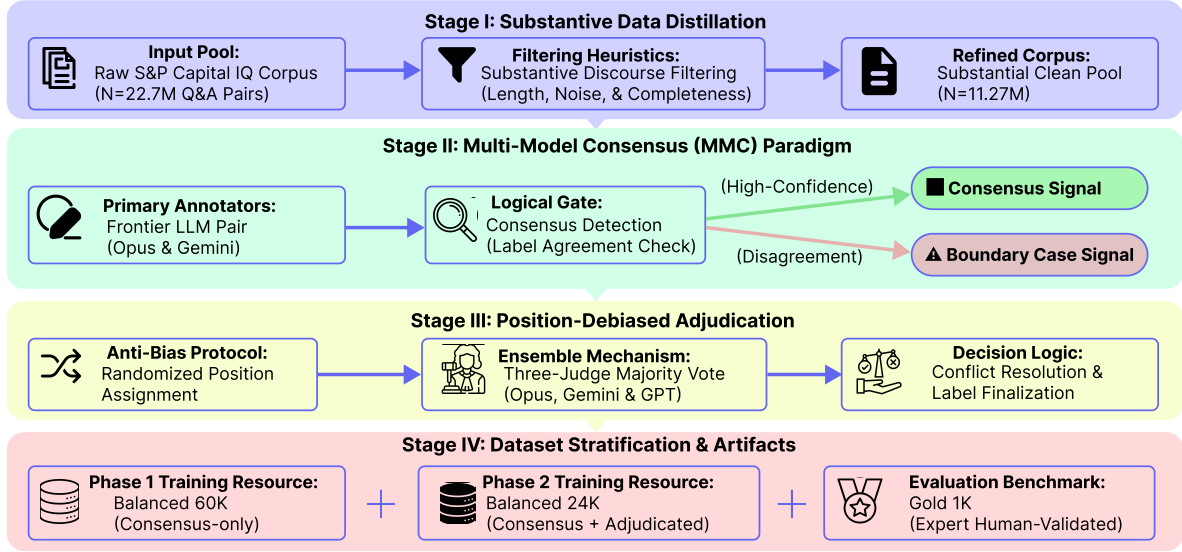 Stage I: Substantive Data Distillation
Input Pool:
Raw S&P Capital IQ Corpus
(N=22.7M Q&A Pairs)
Filtering Heuristics:
Substantive Discourse Filtering
(Length, Noise, & Completeness)
Refined Corpus:
Substantial Clean Pool
(N=11.27M)
Stage II: Multi-Model Consensus (MMC) Paradigm
Primary Annotators:
Frontier LLM Pair
(Opus & Gemini)
Logical Gate:
Consensus Detection
(Label Agreement Check)
(High-Confidence)
Consensus Signal
(Disagreement)
Boundary Case Signal
Stage III: Position-Debiased Adjudication
Anti-Bias Protocol:
Randomized Position
Assignment
Ensemble Mechanism:
Three-Judge Majority Vote
(Opus, Gemini & GPT)
Decision Logic:
Conflict Resolution &
Label Finalization
Stage IV: Dataset Stratification & Artifacts
Phase 1 Training Resource:
Balanced 60K
(Consensus-only)
Phase 2 Training Resource:
Balanced 24K
(Consensus + Adjudicated)
Evaluation Benchmark:
Gold 1K
(Expert Human-Validated)